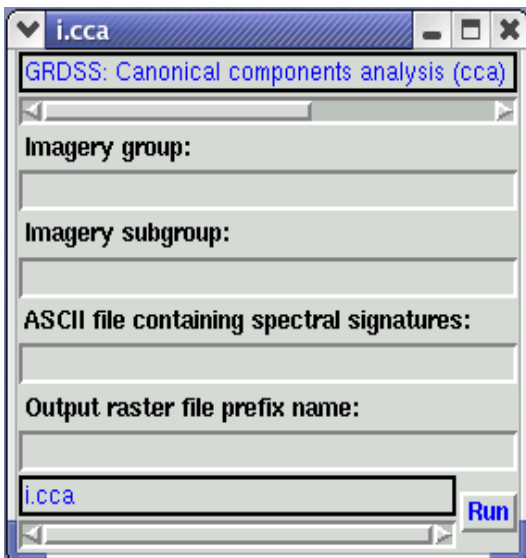 i.cca
GRDSS: Canonical components analysis (cca)
Imagery group:
Imagery subgroup:
ASCII file containing spectral signatures:
Output raster file prefix name:
i.cca
Run